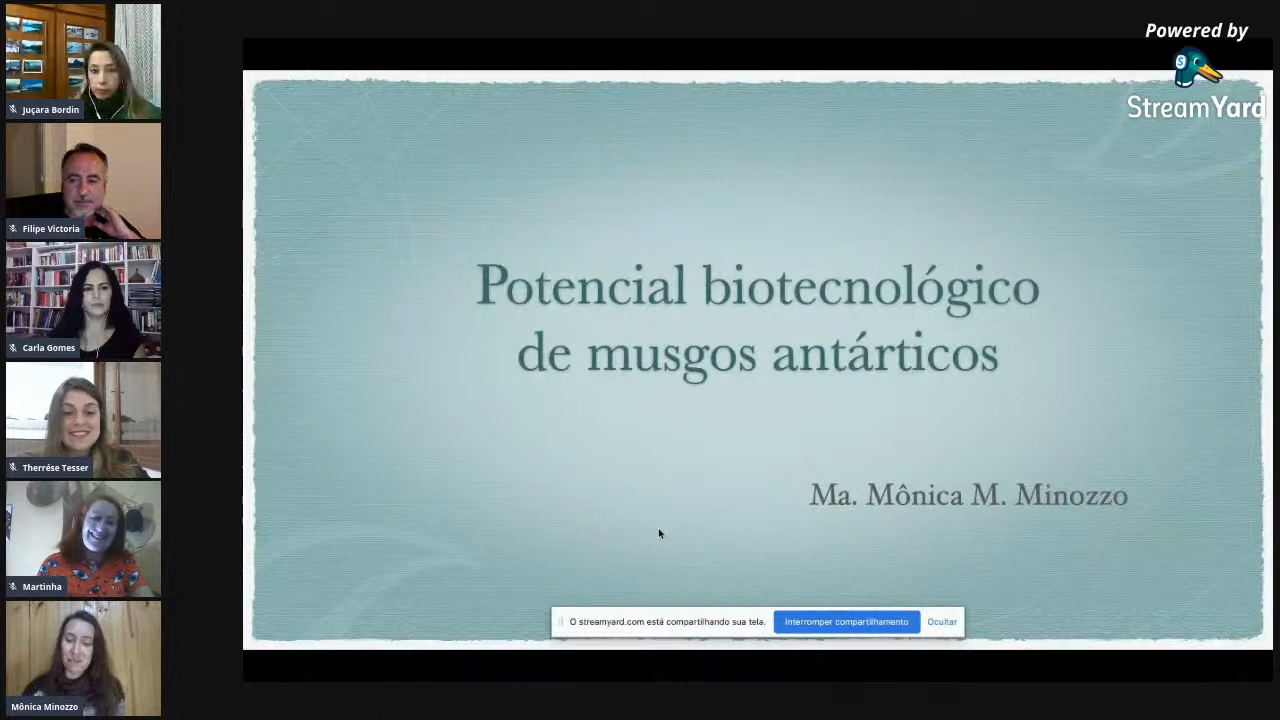 Powered by
StreamYard
Juçara Bordin
Filipe Victoria
Carla Gomes
Therrése Tesser
Martinha
Mônica Minozzo
Potencial biotecnológico
de musgos antárticos
Ma. Mônica M. Minozzo
O streamyard.com está compartilhando sua tela. Interromper compartilhamento Ocultar